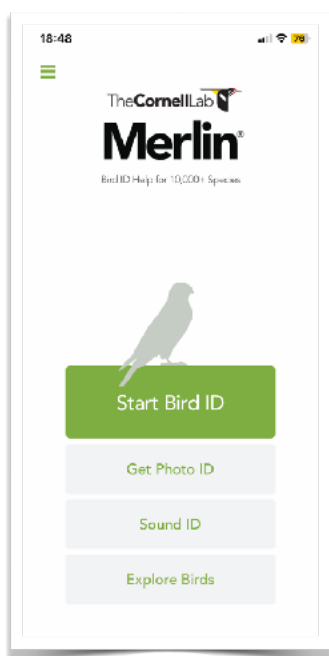 18:48
76
TheCornellLab
Merlin®
Bird ID Help for 10,000+ Species
Start Bird ID
Get Photo ID
Sound ID
Explore Birds